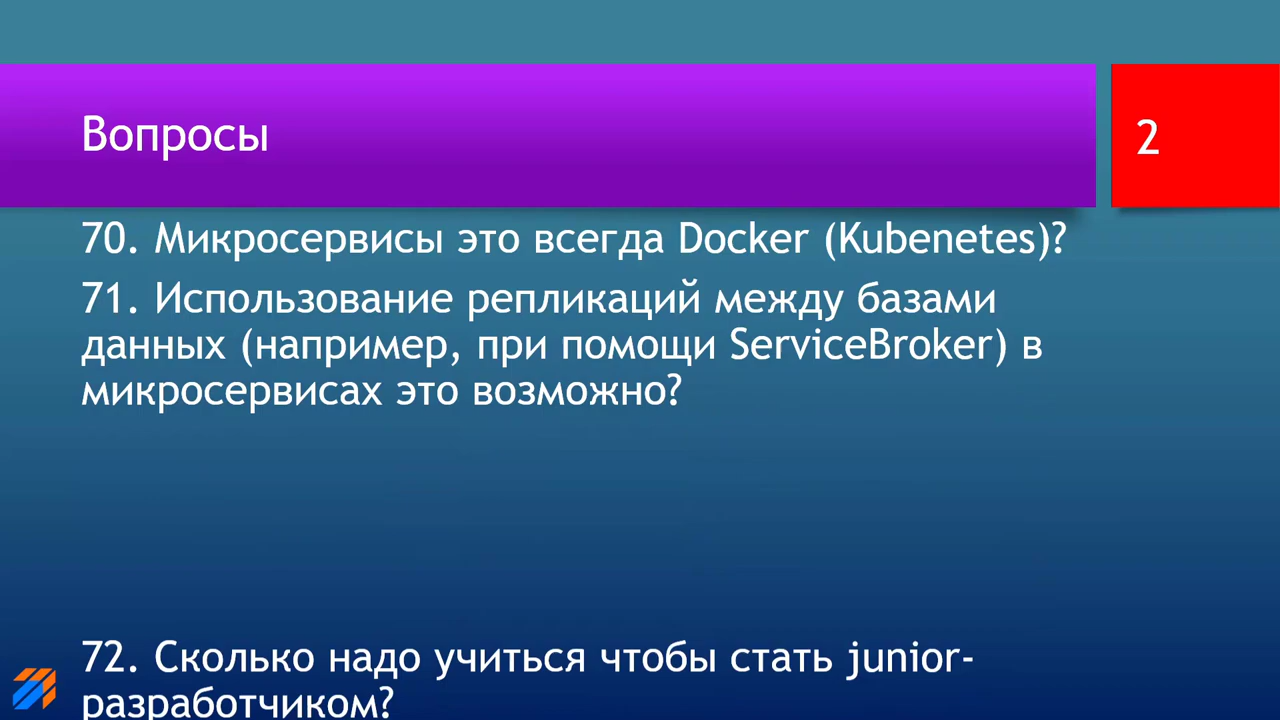 Вопросы
2
70. Микросервисы это всегда Docker (Kubenetes)?
71. Использование репликаций между базами
данных (например, при помощи ServiceBroker) в
микросервисах это возможно?
72. Сколько надо учиться чтобы стать junior-
разработчиком?